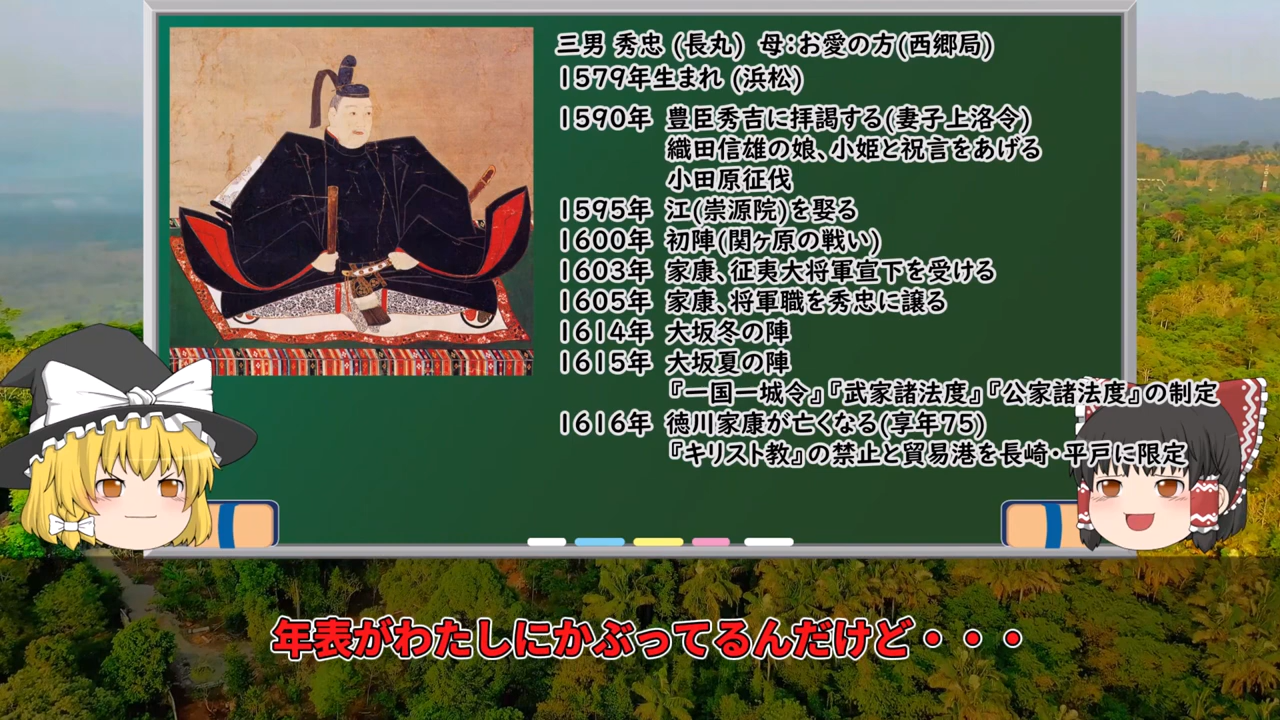 三男 秀忠 (長丸) 母:お愛の方(西郷局)
1579年生まれ (浜松)
1590年 豊臣秀吉に拝謁する(妻子上洛令)
織田信雄の娘、小姫と祝言をあげる
小田原征伐
1595年 江(崇源院)を娶る
1600年 初陣(関ヶ原の戦い)
1603年 家康、征夷大将軍宣下を受ける
1605年 家康、将軍職を秀忠に譲る
1614年 大坂冬の陣
1615年 大坂夏の陣
『一国一城令』『武家諸法度』『公家諸法度』の制定
1616年 徳川家康が亡くなる(享年75)
『キリスト教』の禁止と貿易港を長崎・平戸に限定
年表がわたしにかぶってるんだけど・・・